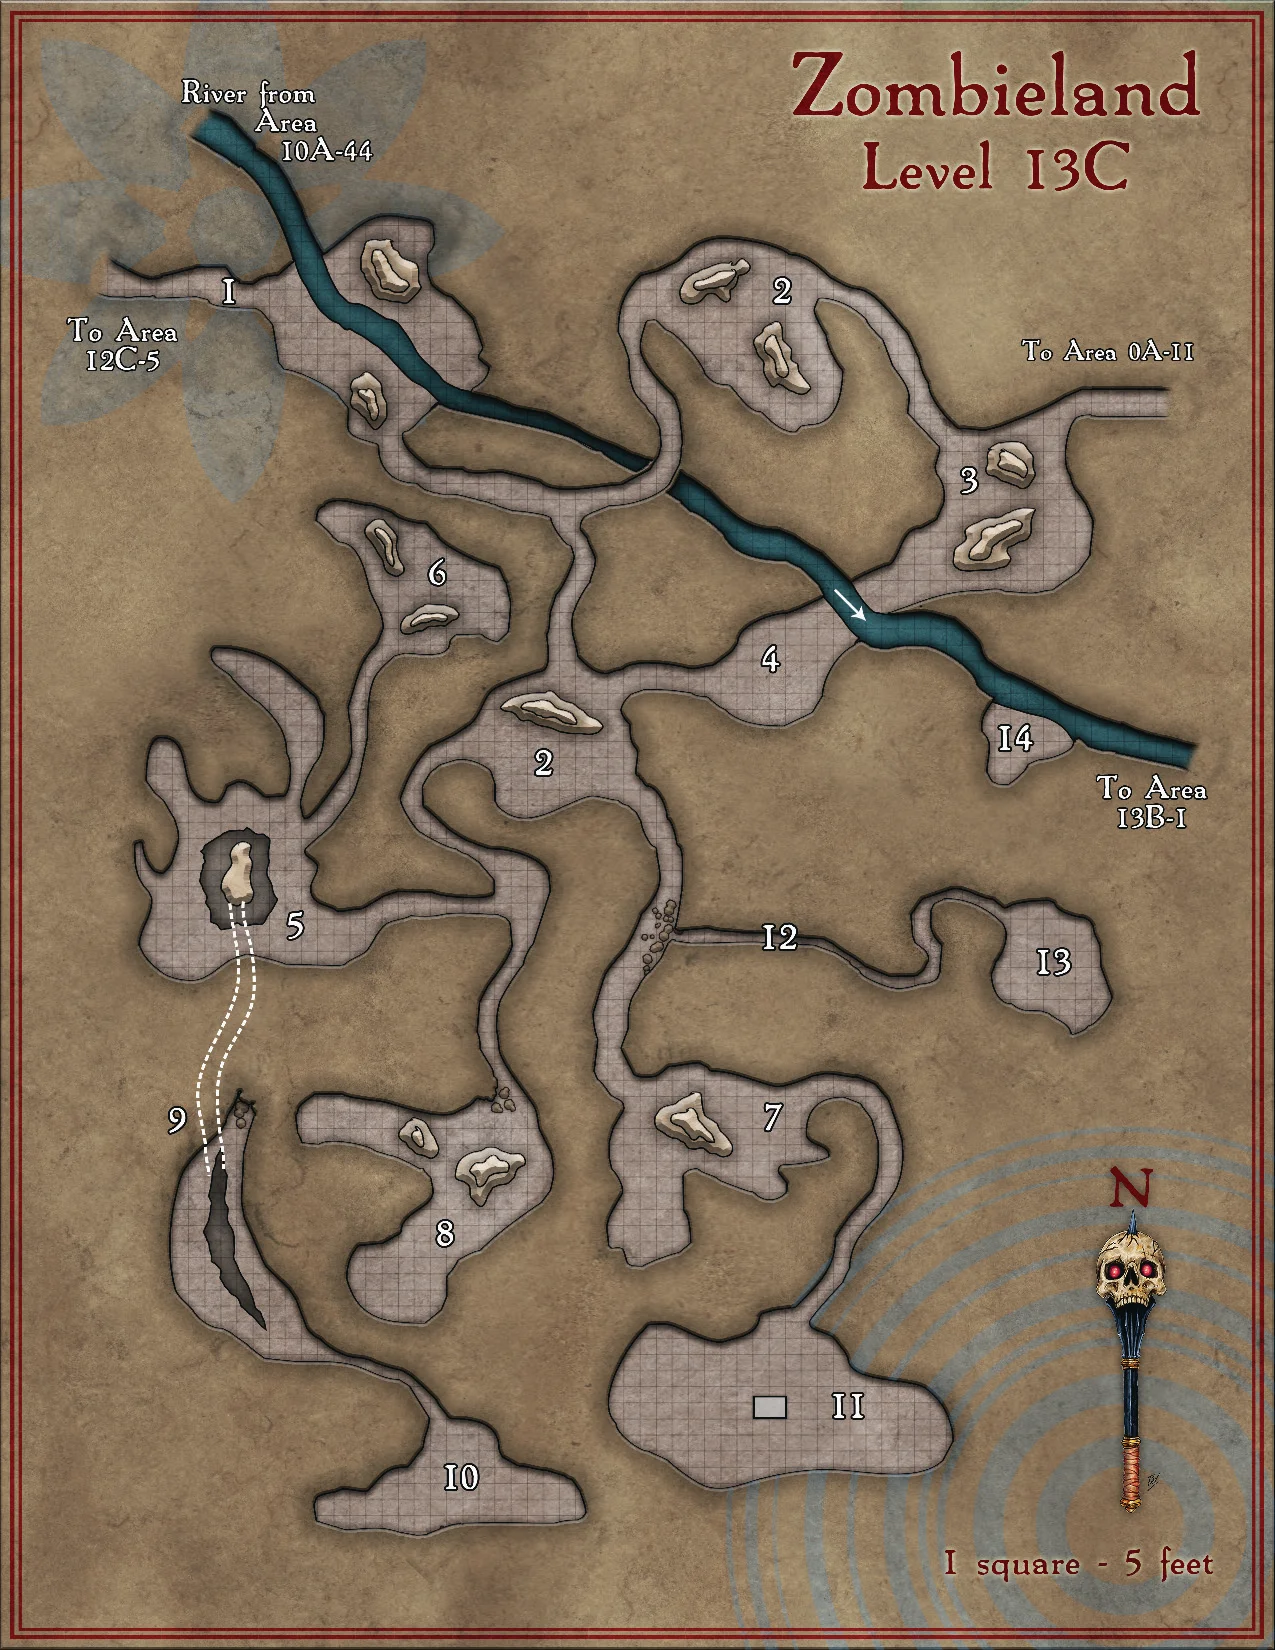 Zombieland
Level 13C
River from
Area
10A-44
1
To Area
12C-5
2
To Area 0A-11
3
6
4
14
To Area
13B-1
2
5
12
13
9
7
8
N
11
10
1 square - 5 feet